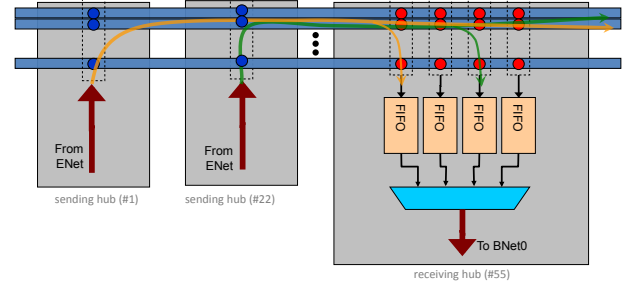 FIFO
FIFO
FIFO
FIFO
From
ENet
From
ENet
sending hub (#1)
sending hub (#22)
To BNet0
receiving hub (#55)